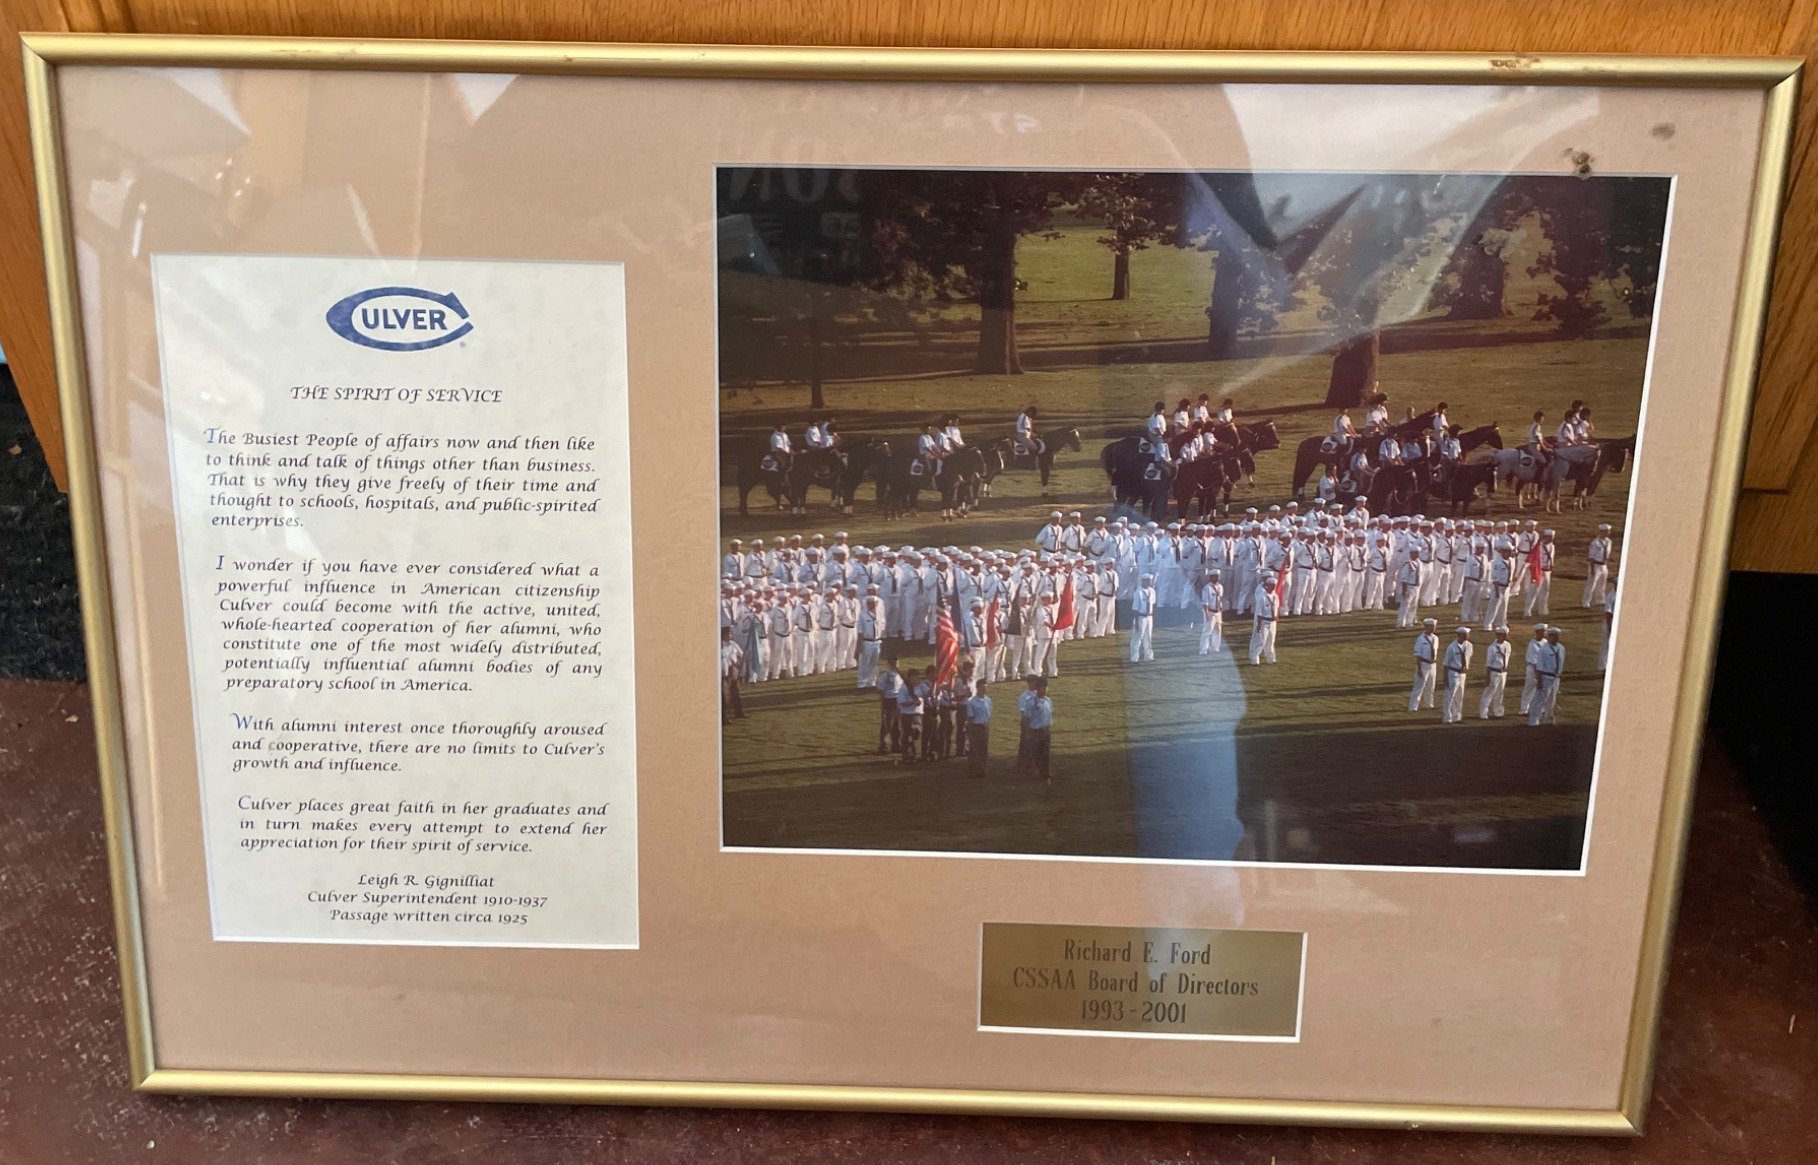 CULVER
THE SPIRIT OF SERVICE
The Busiest People of affairs now and then like
to think and talk of things other than business.
That is why they give freely of their time and
thought to schools, hospitals, and public-spirited
enterprises.
I wonder if you have ever considered what a
powerful influence in American citizenship
Culver could become with the active, united,
whole-hearted cooperation of her alumni, who
constitute one of the most widely distributed,
potentially influential alumni bodies of any
preparatory school in America.
With alumni interest once thoroughly aroused
and cooperative, there are no limits to Culver's
growth and influence.
Culver places great faith in her graduates and
in turn makes every attempt to extend her
appreciation for their spirit of service.
Leigh R. Gignilliat
Culver Superintendent 1910-1937
Passage written circa 1925
Richard E. Ford
CSSAA Board of Directors
1993-2001